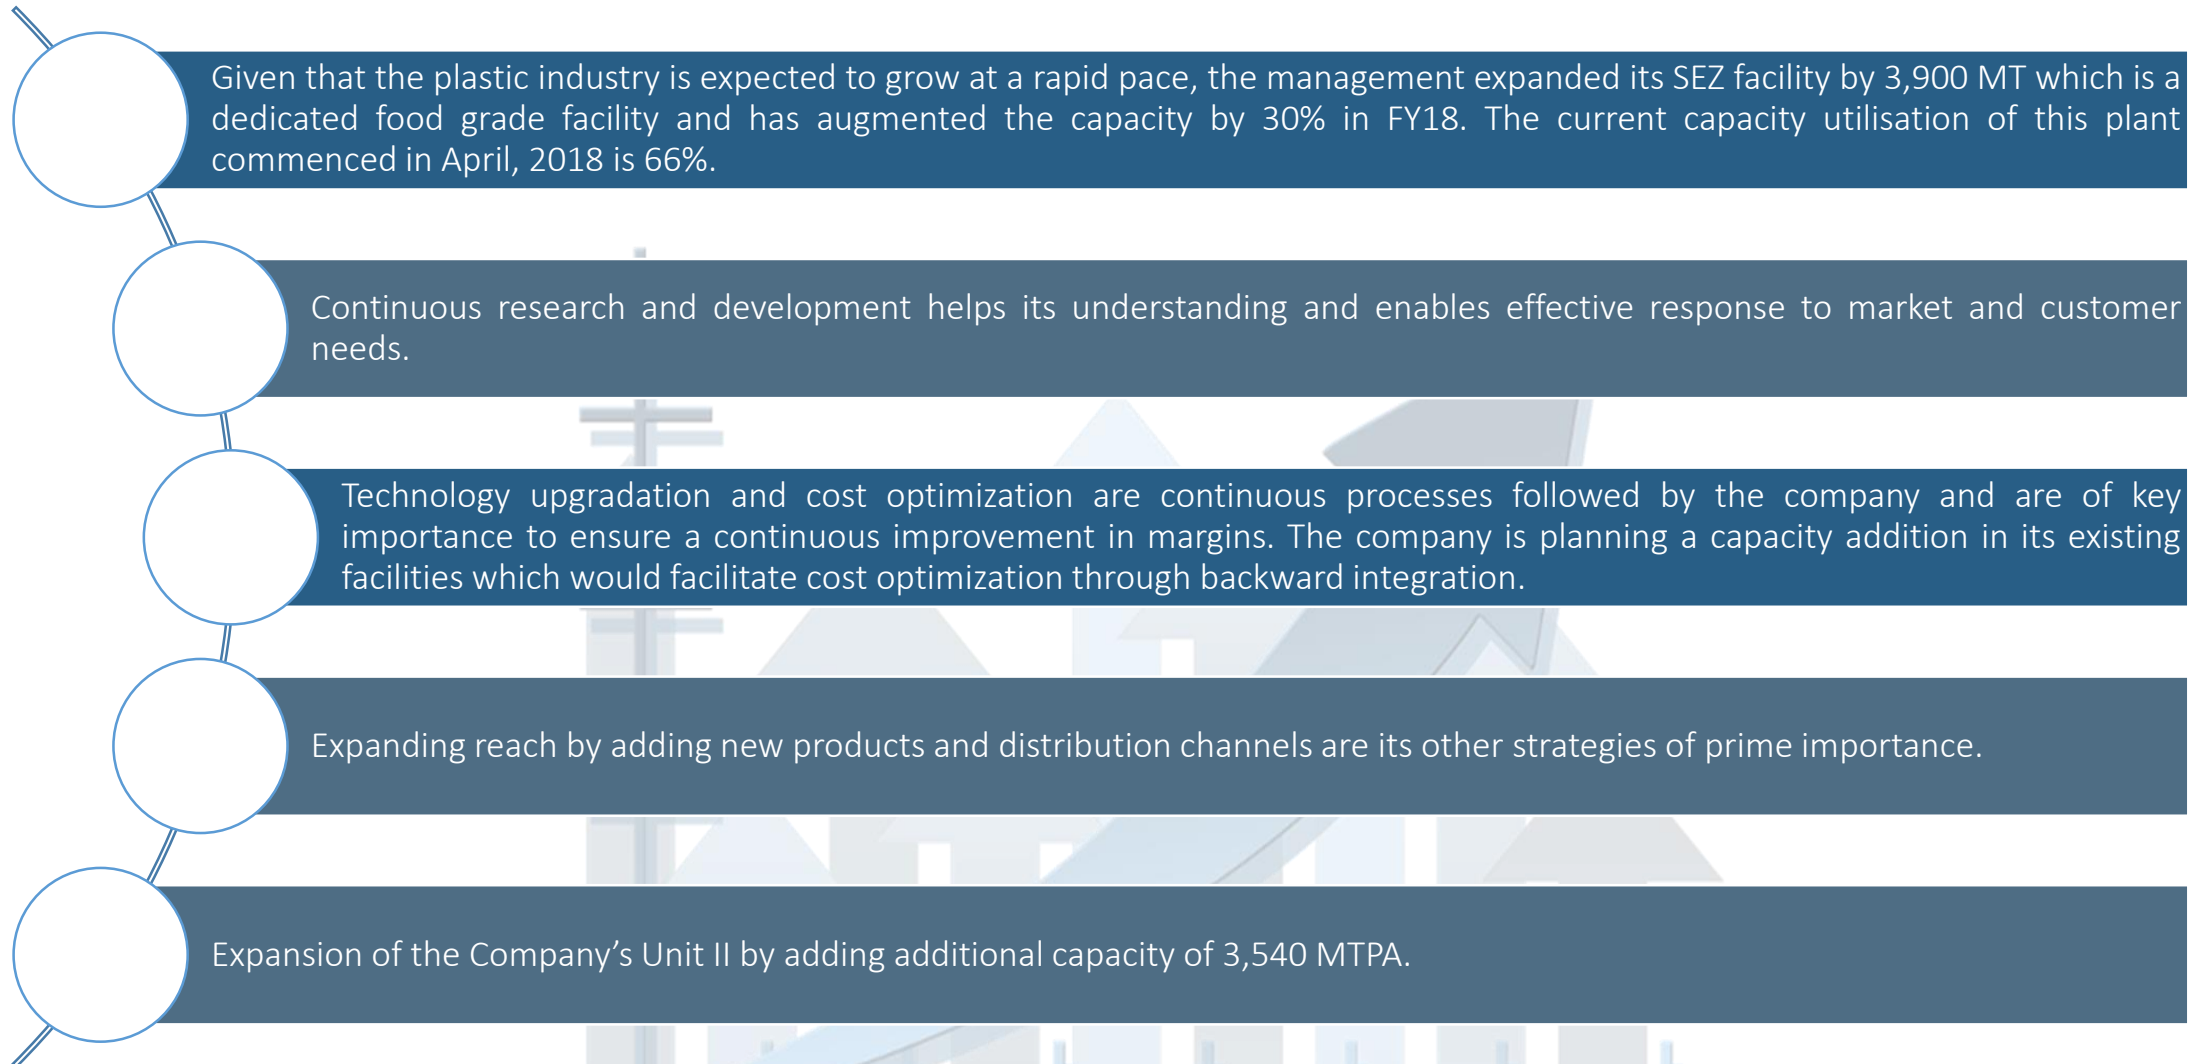 Given that the plastic industry is expected to grow at a rapid pace, the management expanded its SEZ facility by 3,900 MT which is a
dedicated food grade facility and has augmented the capacity by 30% in FY18. The current capacity utilisation of this plant
commenced in April, 2018 is 66%.
Continuous research and development helps its understanding and enables effective response to market and customer
needs.
Technology upgradation and cost optimization are continuous processes followed by the company and are of key
importance to ensure a continuous improvement in margins. The company is planning a capacity addition in its existing
facilities which would facilitate cost optimization through backward integration.
Expanding reach by adding new products and distribution channels are its other strategies of prime importance.
Expansion of the Company’s Unit II by adding additional capacity of 3,540 MTPA.